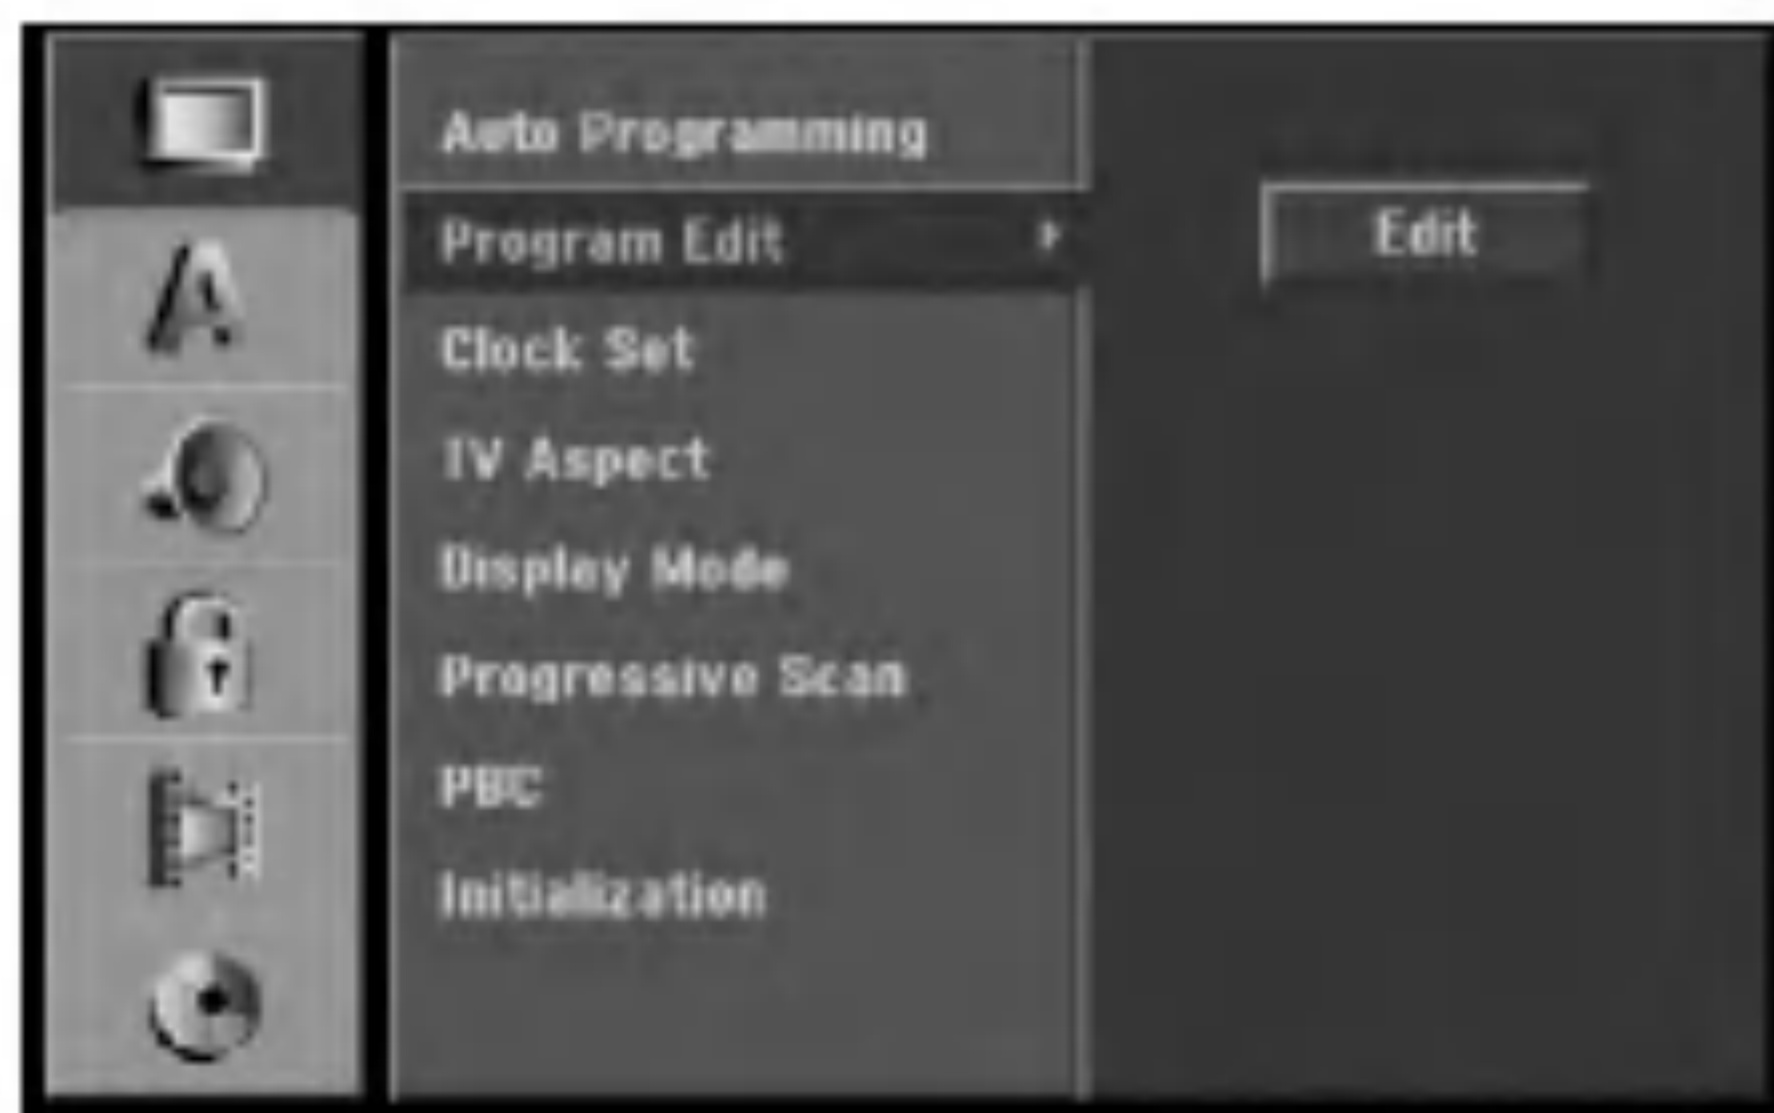 Auto Programming
Program Edit
Edit
Clock Set
TV Aspect
Display Mode
Progressive Scan
PBC
Initialization